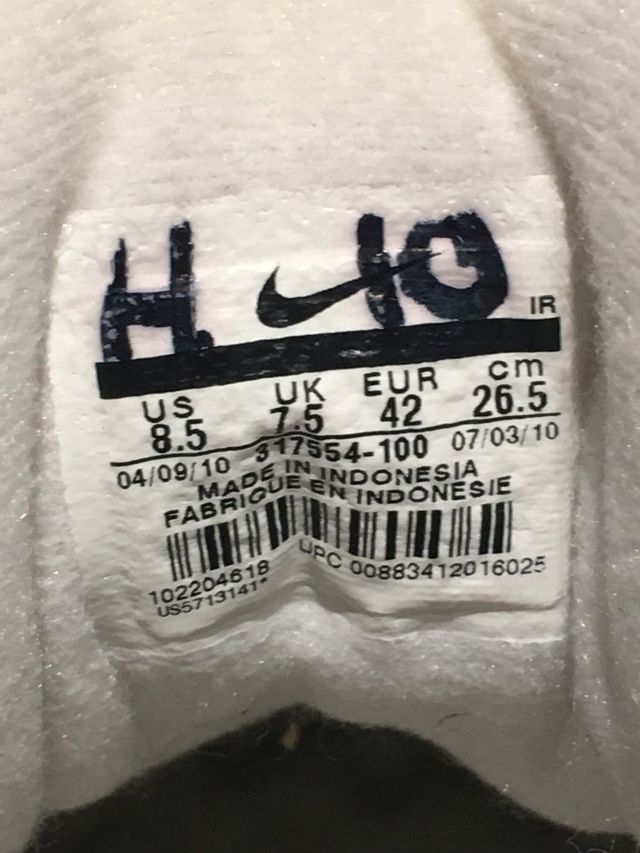 H. 10
IR
US UK EUR cm
8.5 7.5 42 26.5
04/09/10 317554-100 07/03/10
MADE IN INDONESIA
FABRIQUE EN INDONESIE
102204618 UPC 00883412016025
US5713141*